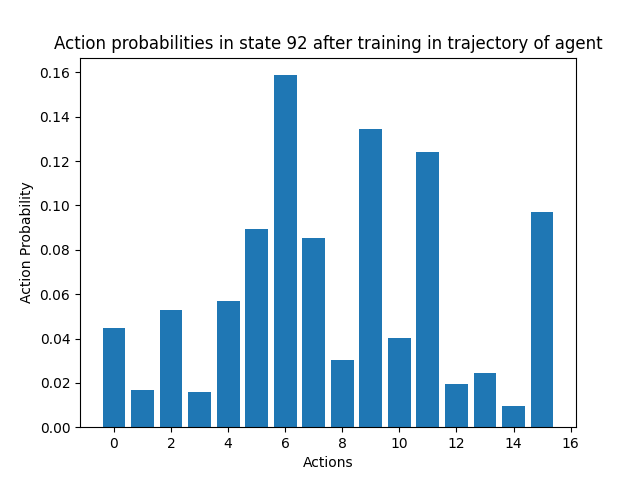 Action probabilities in state 92 after training in trajectory of agent
0.16
0.14
0.12
0.10
0.08
0.06
0.04
0.02
0.00
Action Probability
0 2 4 6 8 10 12 14 16
Actions